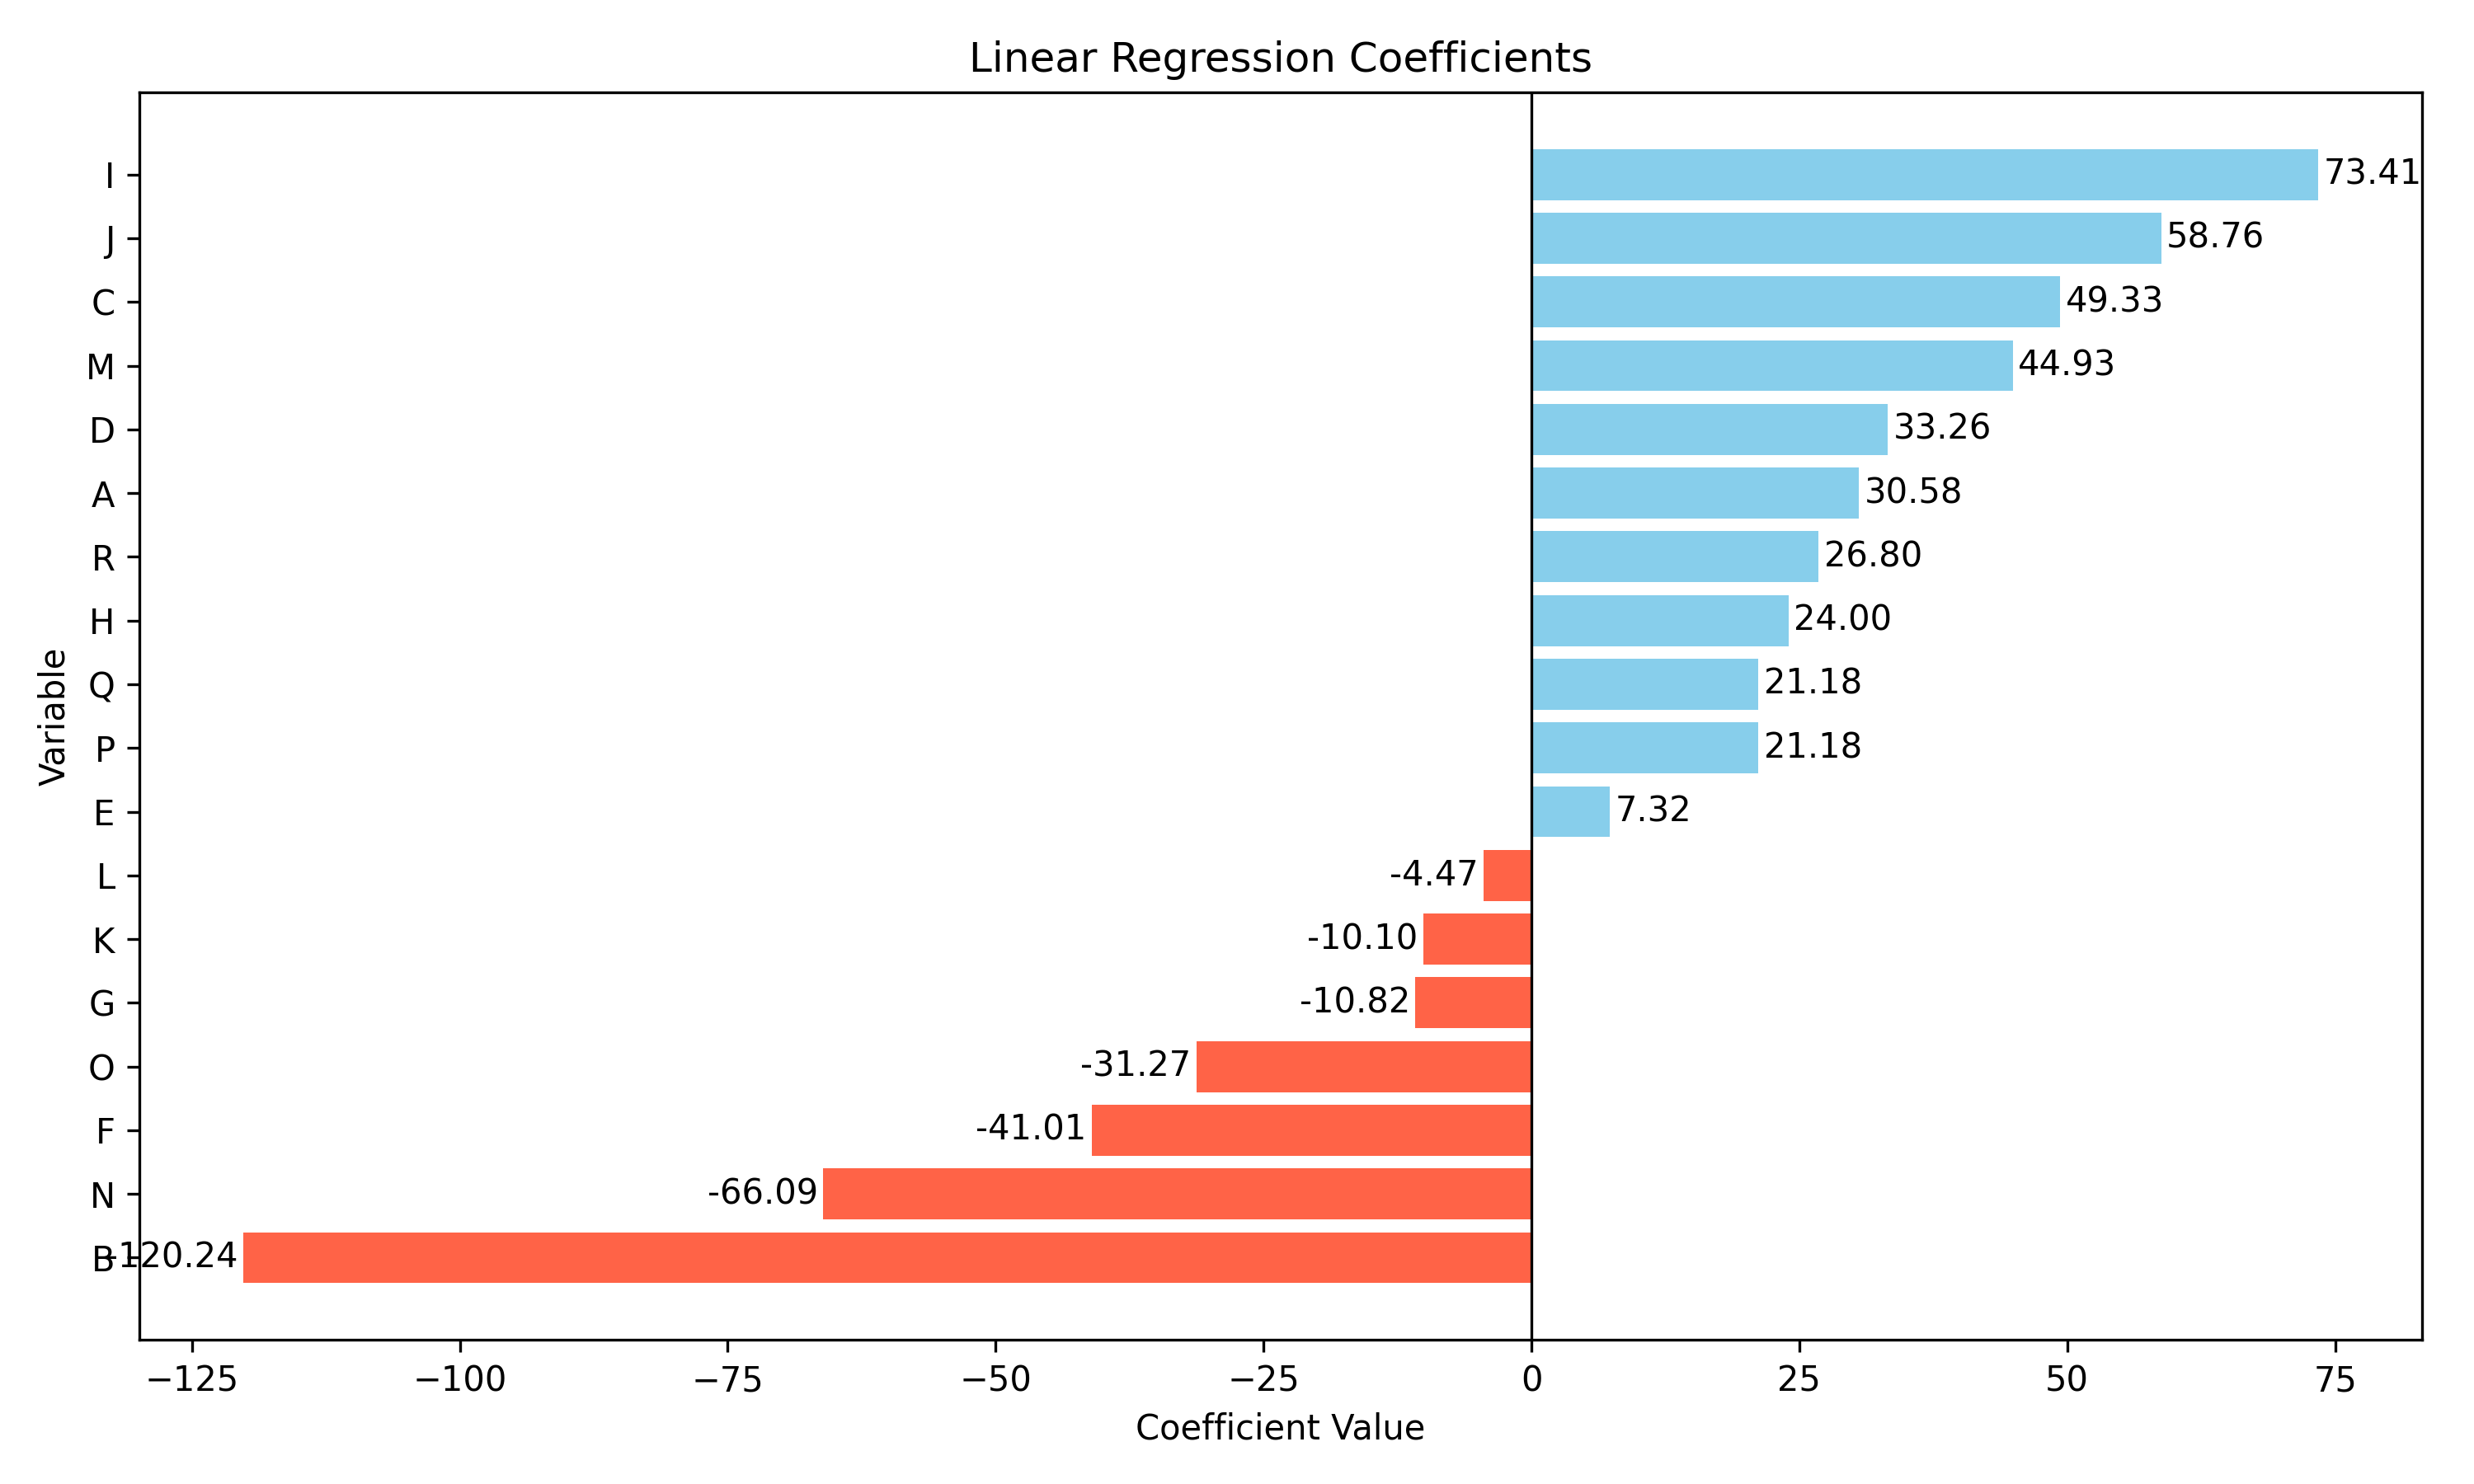 Linear Regression Coefficients
I 73.41
J 58.76
C 49.33
M 44.93
D 33.26
A 30.58
R 26.80
H 24.00
Q 21.18
P 21.18
E 7.32
L -4.47
K -10.10
G -10.82
O -31.27
F -41.01
N -66.09
B -120.24
Variable
−125 −100 −75 −50 −25 0 25 50 75
Coefficient Value